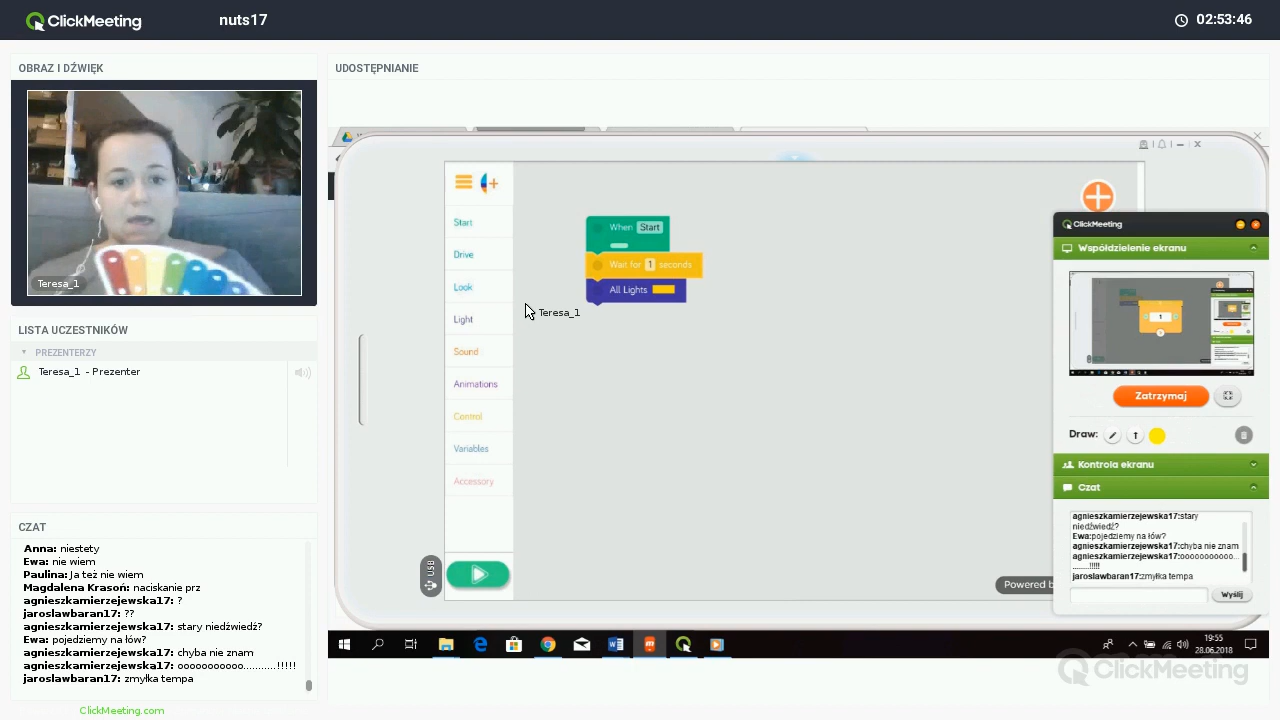 ClickMeeting
nuts17
02:53:46
OBRAZ I DŹWIĘK
UDOSTĘPNIANIE
Teresa_1
LISTA UCZESTNIKÓW
PREZENTERZY
Teresa_1 - Prezenter
CZAT
Anna: niestety
Ewa: nie wiem
Paulina: Ja też nie wiem
Magdalena Krasoń: naciskanie prz
agnieszkamierzejewska17: ?
jaroslawbaran17: ??
agnieszkamierzejewska17: stary niedźwiedź?
Ewa: pojedziemy na łów?
agnieszkamierzejewska17: chyba nie znam
agnieszkamierzejewska17: ooooooooooo..........!!!!!
jaroslawbaran17: zmyłka tempa
ClickMeeting.com
Start
Drive
Look
Light
Sound
Animations
Control
Variables
Accessory
When Start
Wait for 1 seconds
All Lights
Teresa_1
USB
Powered b
ClickMeeting
Współdzielenie ekranu
1
Zatrzymaj
Draw:
Kontrola ekranu
Czat
agnieszkamierzejewska17:stary
niedźwiedź?
Ewa:pojedziemy na łów?
agnieszkamierzejewska17:chyba nie znam
agnieszkamierzejewska17:ooooooooooo...
.......!!!!!
jaroslawbaran17:zmyłka tempa
Wyślij
19:55
28.06.2018
ClickMeeting